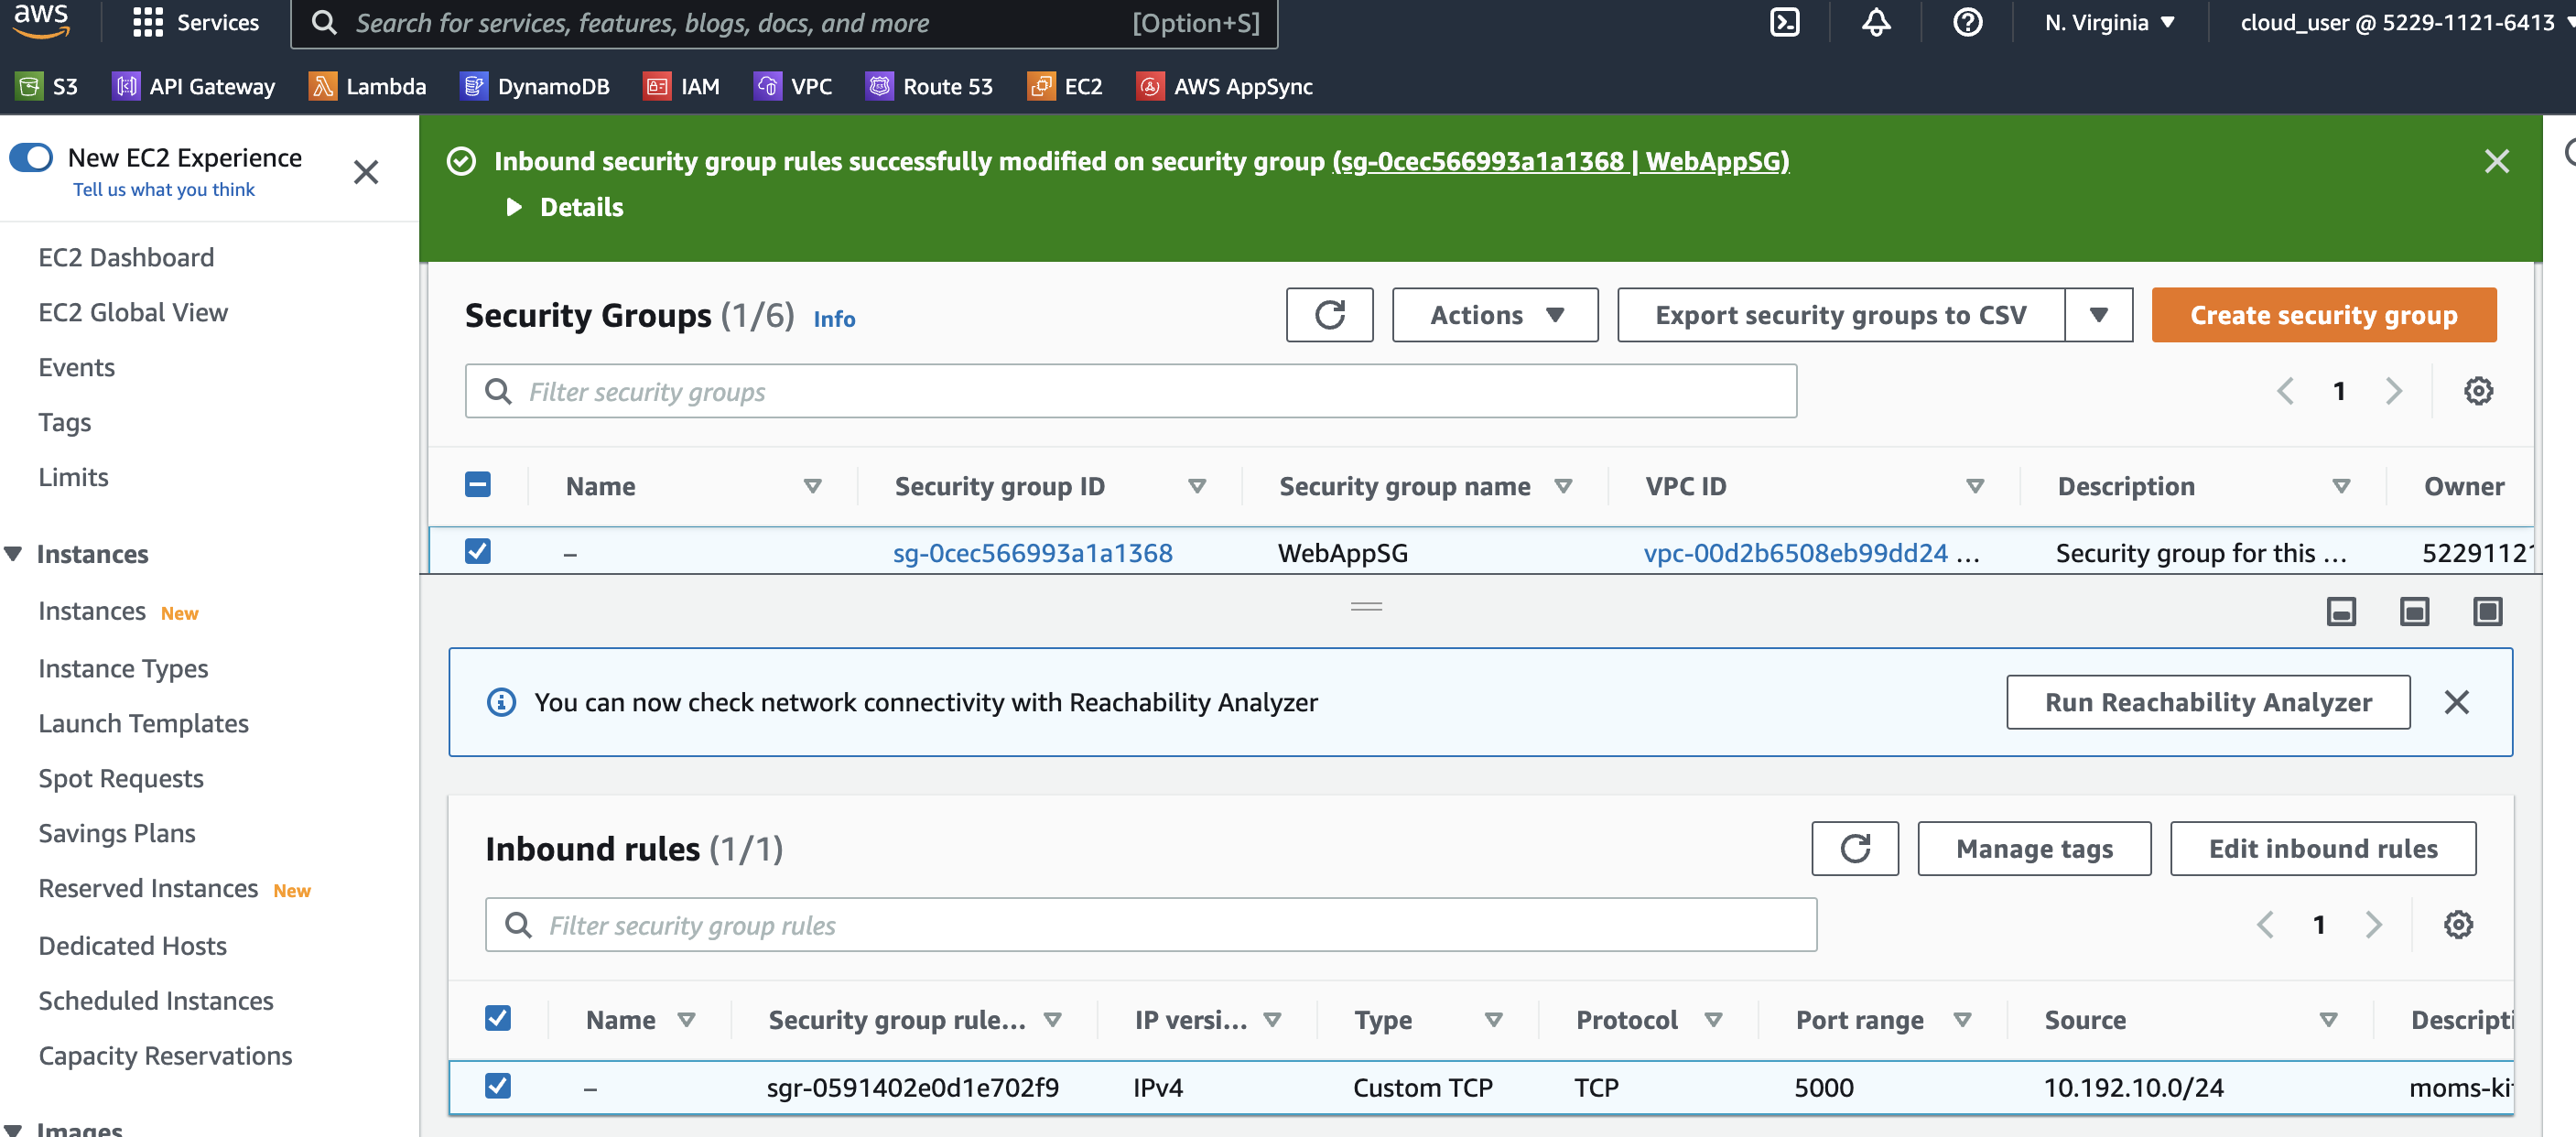 aws
Services
Search for services, features, blogs, docs, and more [Option+S]
N. Virginia
cloud_user @ 5229-1121-6413
S3 API Gateway Lambda DynamoDB IAM VPC Route 53 EC2 AWS AppSync
New EC2 Experience
Tell us what you think
EC2 Dashboard
EC2 Global View
Events
Tags
Limits
Instances
Instances New
Instance Types
Launch Templates
Spot Requests
Savings Plans
Reserved Instances New
Dedicated Hosts
Scheduled Instances
Capacity Reservations
Images
Inbound security group rules successfully modified on security group (sg-0cec566993a1a1368 | WebAppSG)
Details
Security Groups (1/6) Info
Actions
Export security groups to CSV
Create security group
Filter security groups
1
Name Security group ID Security group name VPC ID Description Owner
– sg-0cec566993a1a1368 WebAppSG vpc-00d2b6508eb99dd24 ... Security group for this ... 52291121
You can now check network connectivity with Reachability Analyzer
Run Reachability Analyzer
Inbound rules (1/1)
Manage tags
Edit inbound rules
Filter security group rules
1
Name Security group rule... IP versi... Type Protocol Port range Source Descripti
– sgr-0591402e0d1e702f9 IPv4 Custom TCP TCP 5000 10.192.10.0/24 moms-ki